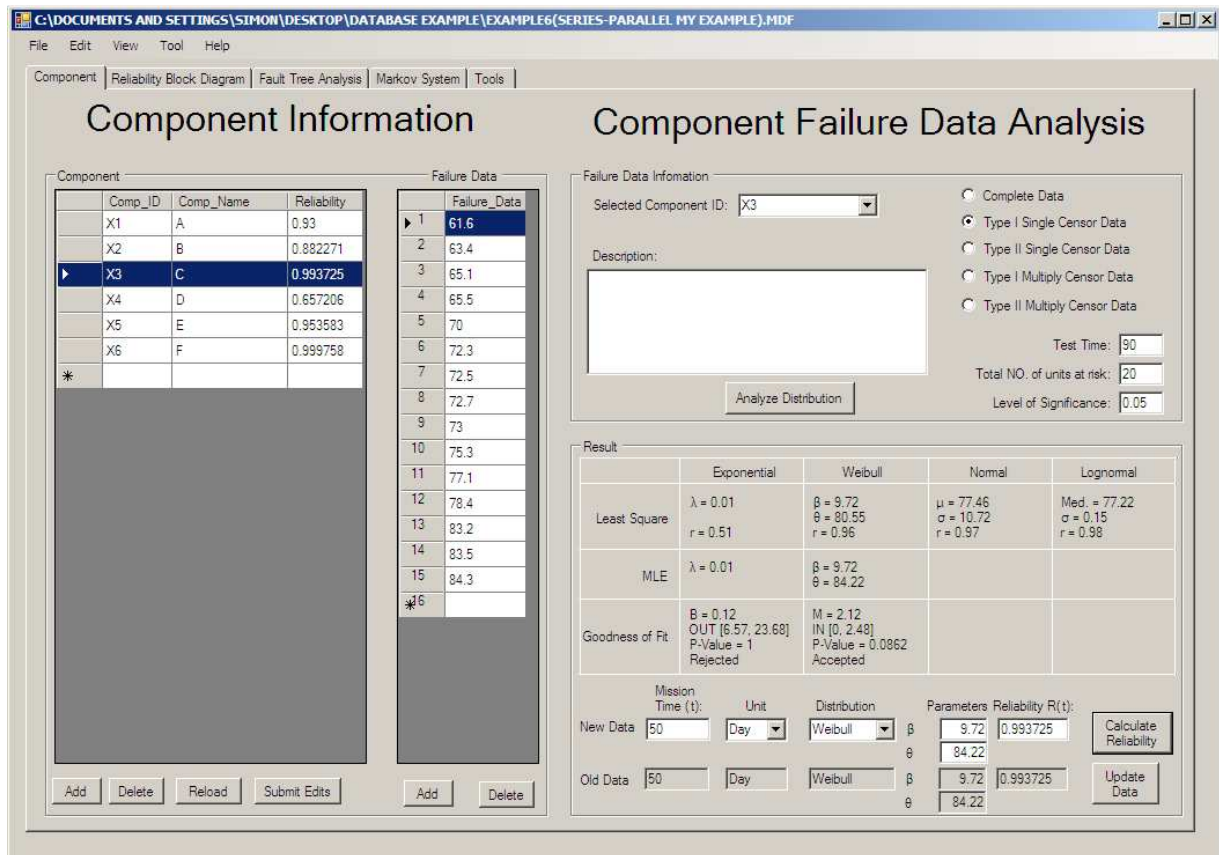 C:\DOCUMENTS AND SETTINGS\SIMON\DESKTOP\DATABASE EXAMPLE\EXAMPLE6(SERIES-PARALLEL MY EXAMPLE).MDF
File Edit View Tool Help
Component Reliability Block Diagram Fault Tree Analysis Markov System Tools
Component Information
Component
Comp_ID Comp_Name Reliability
X1 A 0.93
X2 B 0.882271
X3 C 0.993725
X4 D 0.657206
X5 E 0.953583
X6 F 0.999758
*
Add Delete Reload Submit Edits
Failure Data
Failure_Data
1 61.6
2 63.4
3 65.1
4 65.5
5 70
6 72.3
7 72.5
8 72.7
9 73
10 75.3
11 77.1
12 78.4
13 83.2
14 83.5
15 84.3
*16
Add Delete
Component Failure Data Analysis
Failure Data Infomation
Selected Component ID: X3
Description:
Analyze Distribution
Complete Data
Type I Single Censor Data
Type II Single Censor Data
Type I Multiply Censor Data
Type II Multiply Censor Data
Test Time: 90
Total NO. of units at risk: 20
Level of Significance: 0.05
Result
Exponential Weibull Normal Lognormal
Least Square
λ = 0.01
r = 0.51
β = 9.72
θ = 80.55
r = 0.96
μ = 77.46
σ = 10.72
r = 0.97
Med. = 77.22
σ = 0.15
r = 0.98
MLE
λ = 0.01
β = 9.72
θ = 84.22
Goodness of Fit
B = 0.12
OUT [6.57, 23.68]
P-Value = 1
Rejected
M = 2.12
IN [0, 2.48]
P-Value = 0.0862
Accepted
Mission
Time (t): Unit Distribution Parameters Reliability R(t):
New Data 50 Day Weibull β 9.72 0.993725
θ 84.22
Calculate
Reliability
Old Data 50 Day Weibull β 9.72 0.993725
θ 84.22
Update
Data